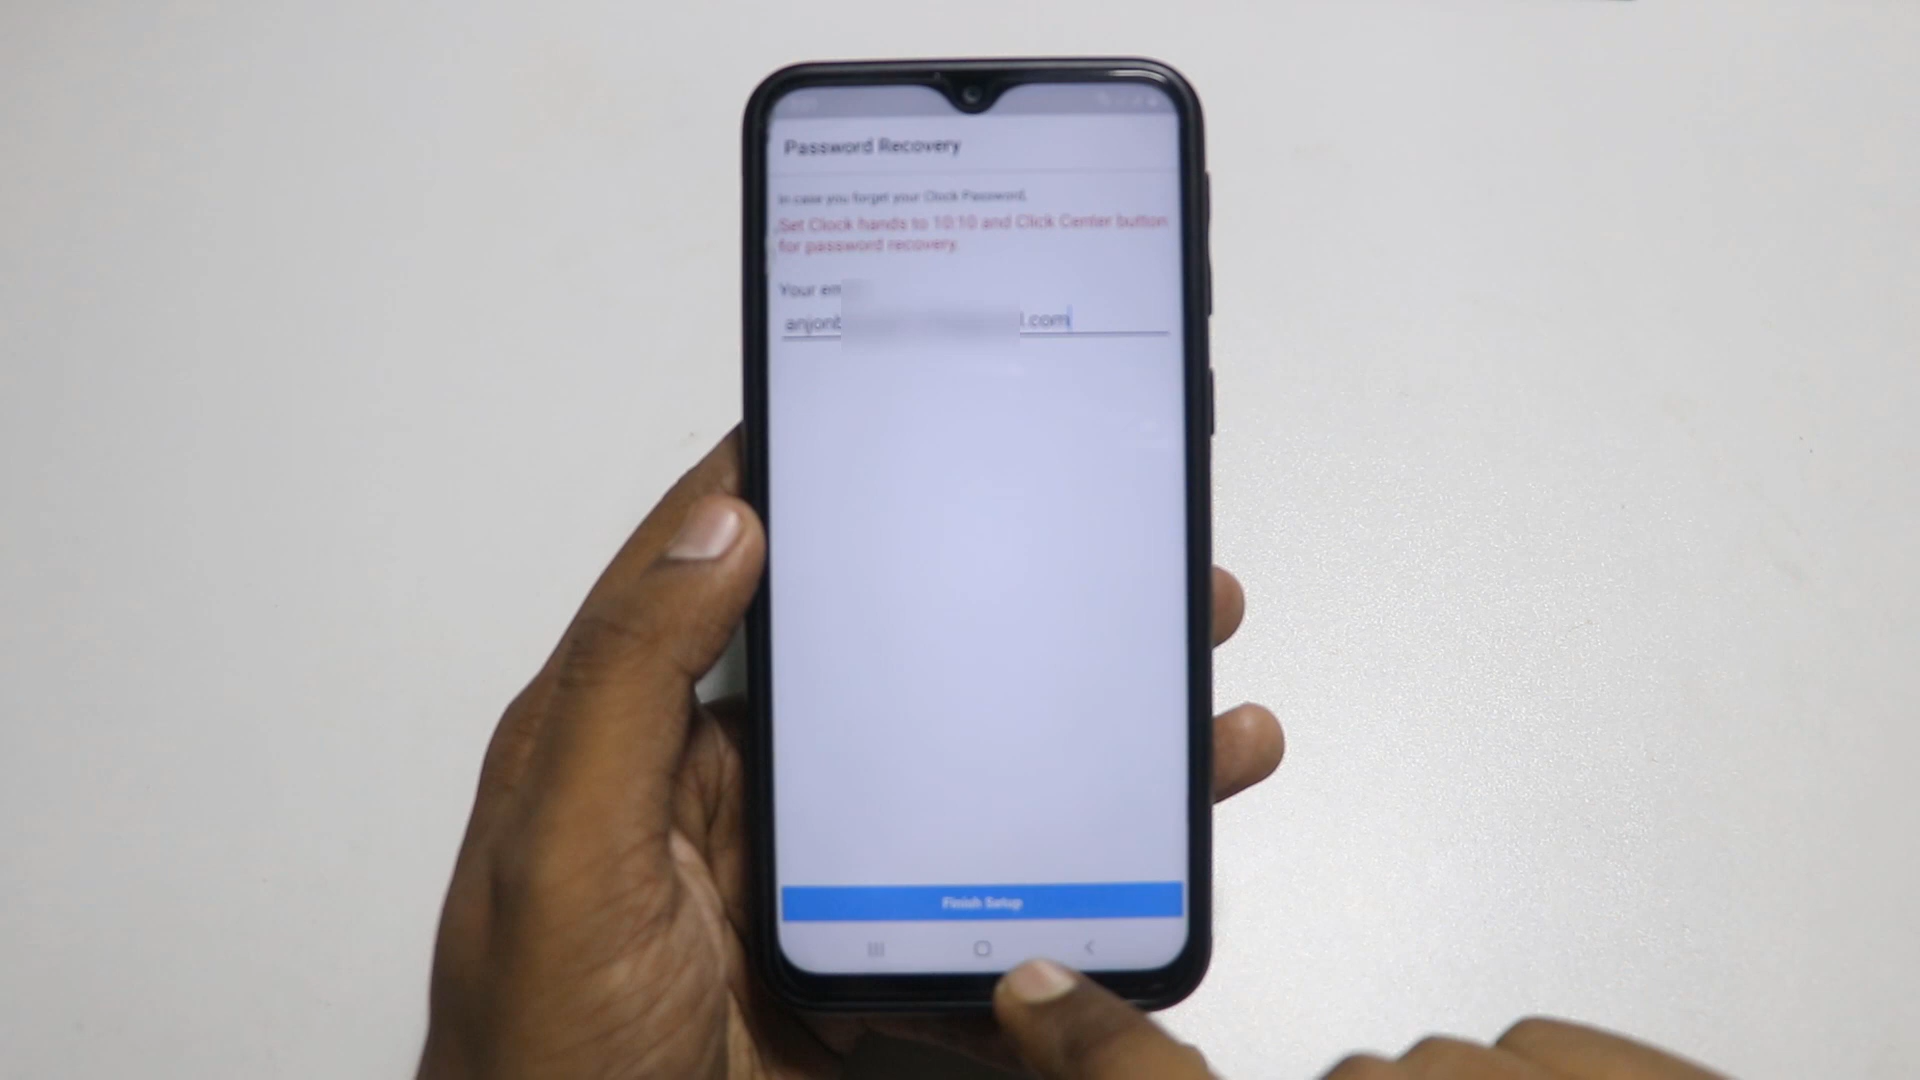 Password Recovery
In case you forget your Clock Password,
Set Clock hands to 10:10 and Click Center button
for password recovery.
Your em
anjon l.com
Finish Setup